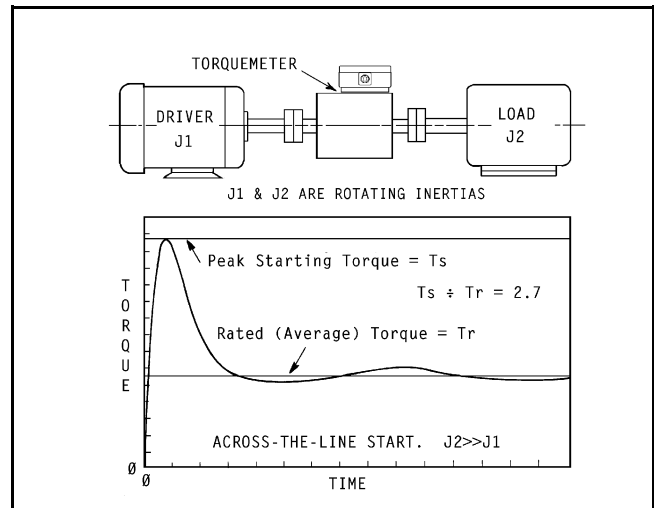 TORQUEMETER
DRIVER
J1
LOAD
J2
J1 & J2 ARE ROTATING INERTIAS
Peak Starting Torque = Ts
Ts ÷ Tr = 2.7
Rated (Average) Torque = Tr
TORQUE
ACROSS-THE-LINE START. J2>>J1
Ø
Ø
TIME